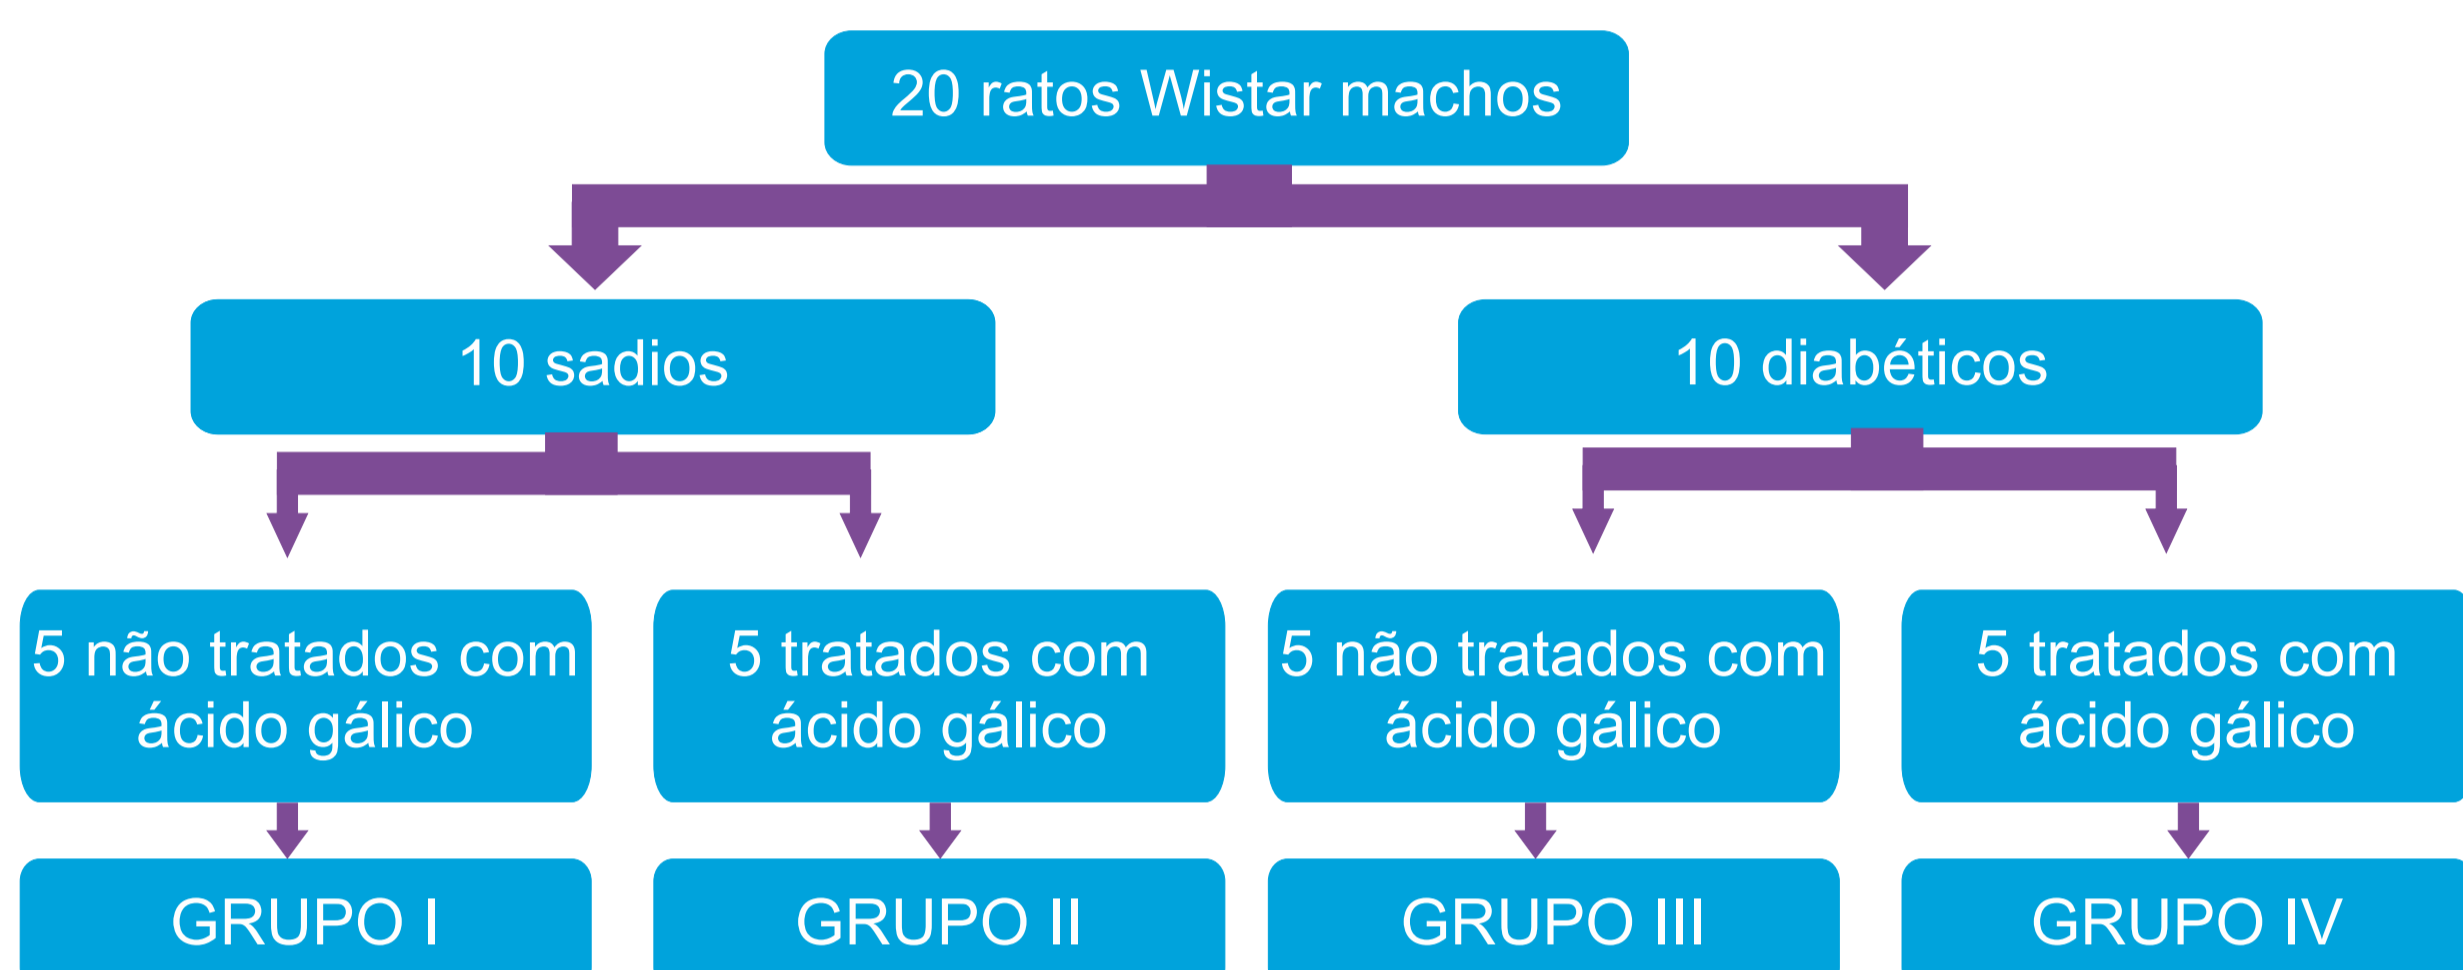 20 ratos Wistar machos
10 sadios
10 diabéticos
5 não tratados com
ácido gálico
5 tratados com
ácido gálico
5 não tratados com
ácido gálico
5 tratados com
ácido gálico
GRUPO I
GRUPO II
GRUPO III
GRUPO IV